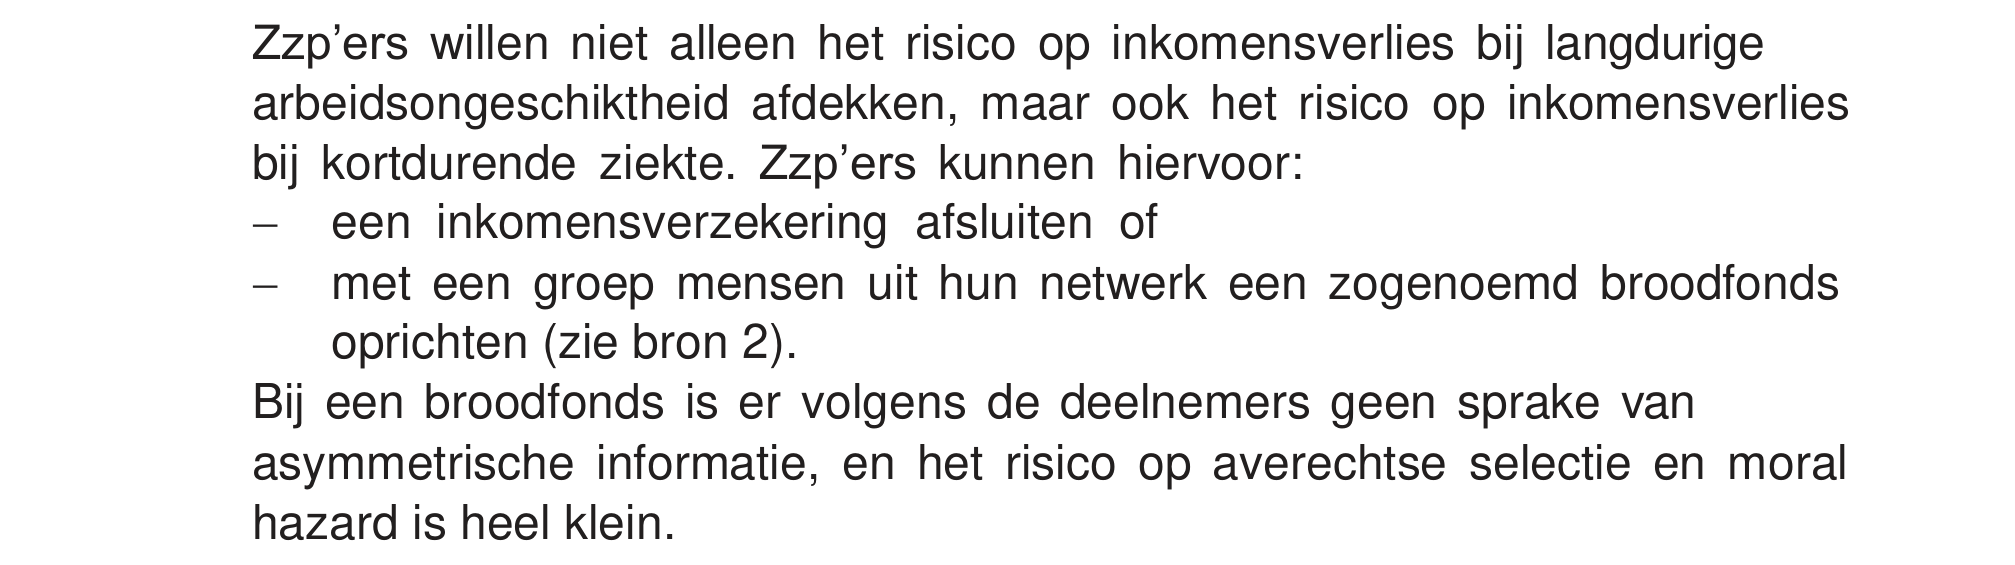 Zzp’ers willen niet alleen het risico op inkomensverlies bij langdurige
arbeidsongeschiktheid afdekken, maar ook het risico op inkomensverlies
bij kortdurende ziekte. Zzp’ers kunnen hiervoor:
– een inkomensverzekering afsluiten of
– met een groep mensen uit hun netwerk een zogenoemd broodfonds
oprichten (zie bron 2).
Bij een broodfonds is er volgens de deelnemers geen sprake van
asymmetrische informatie, en het risico op averechtse selectie en moral
hazard is heel klein.